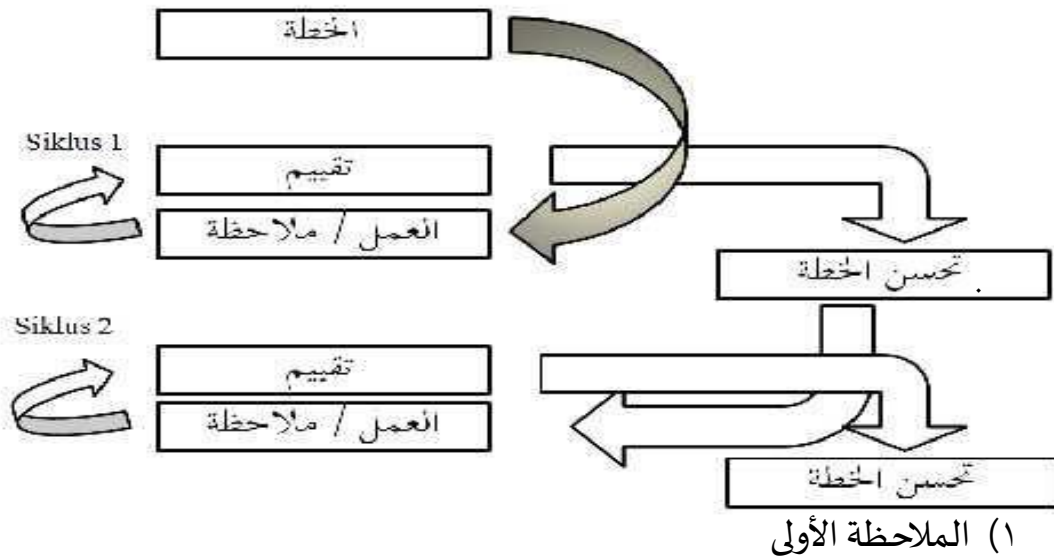 الخطة
Siklus 1
تقييم
العمل / ملاحظة
تحسن الخطة
Siklus 2
تقييم
العمل / ملاحظة
تحسن الخطة
١) الملاحظة الأولى